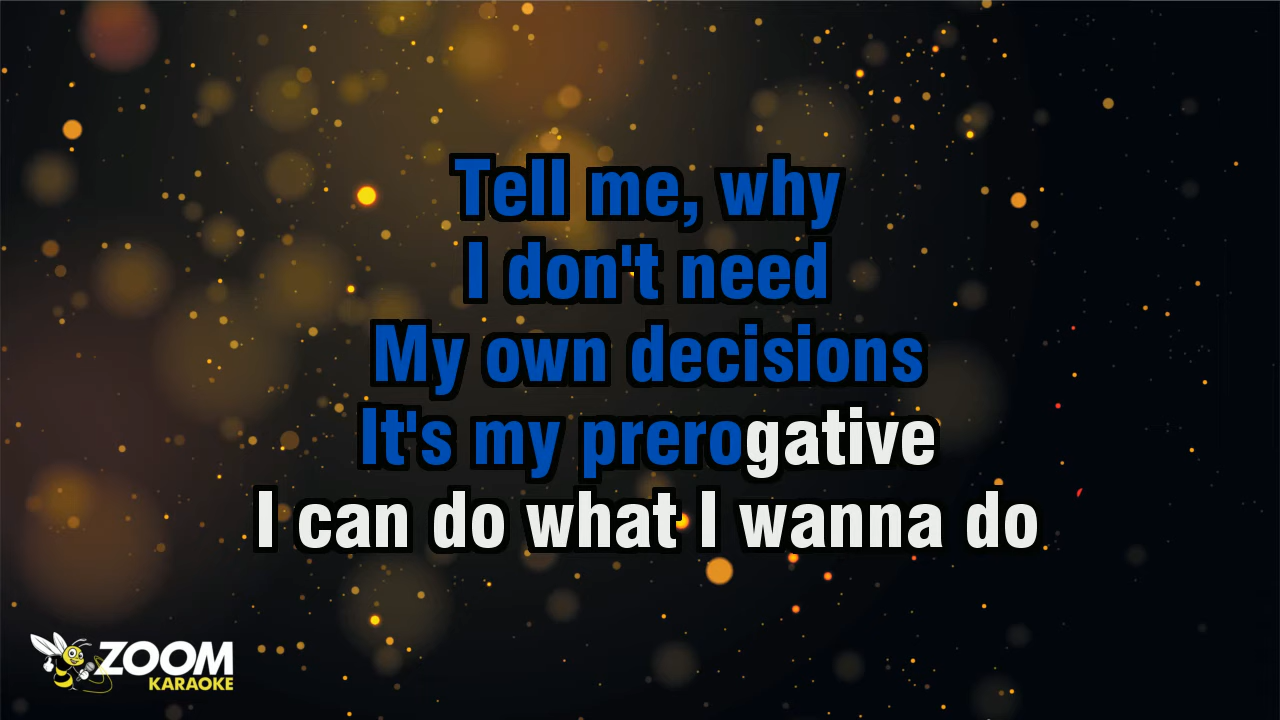 Tell me, why
I don't need
My own decisions
It's my prerogative
I can do what I wanna do
ZOOM
KARAOKE